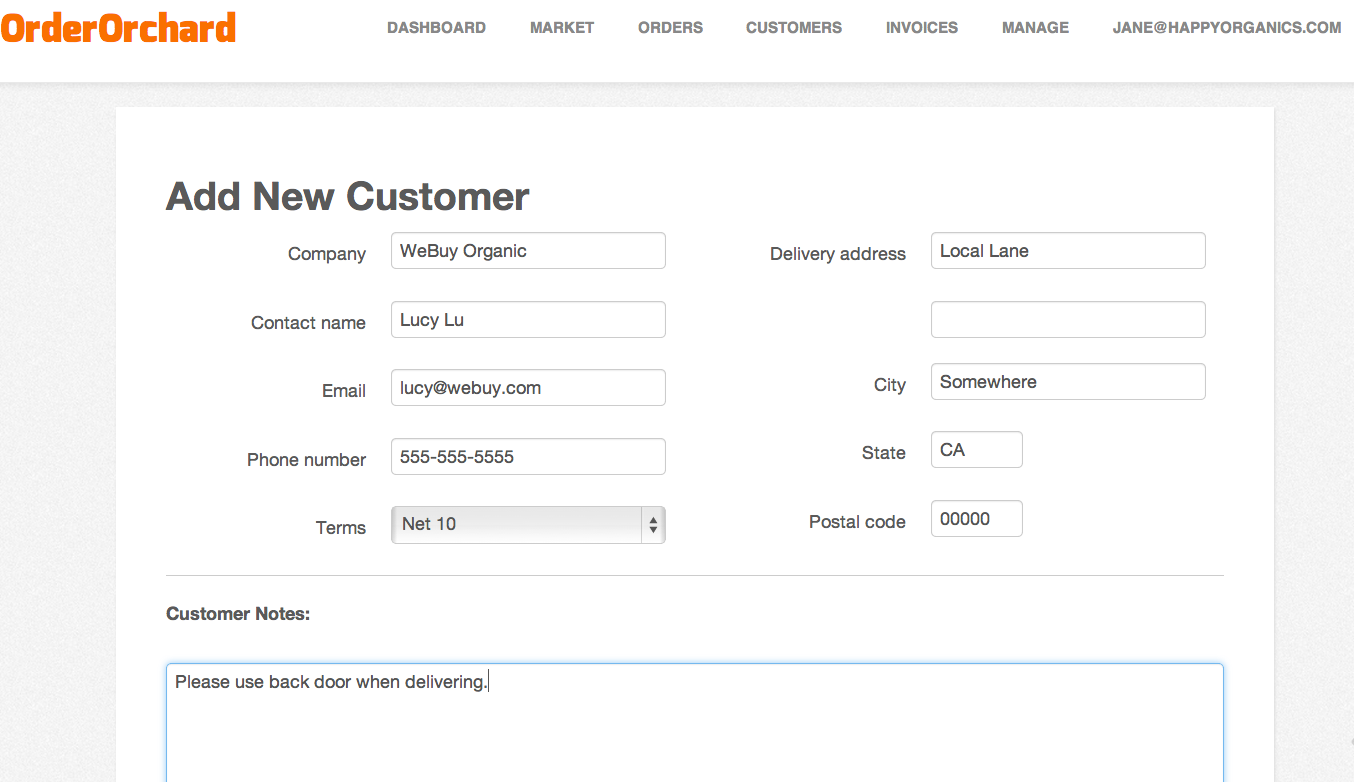 OrderOrchard
DASHBOARD MARKET ORDERS CUSTOMERS INVOICES MANAGE JANE@HAPPYORGANICS.COM
Add New Customer
Company WeBuy Organic
Contact name Lucy Lu
Email lucy@webuy.com
Phone number 555-555-5555
Terms Net 10
Delivery address Local Lane
City Somewhere
State CA
Postal code 00000
Customer Notes:
Please use back door when delivering.